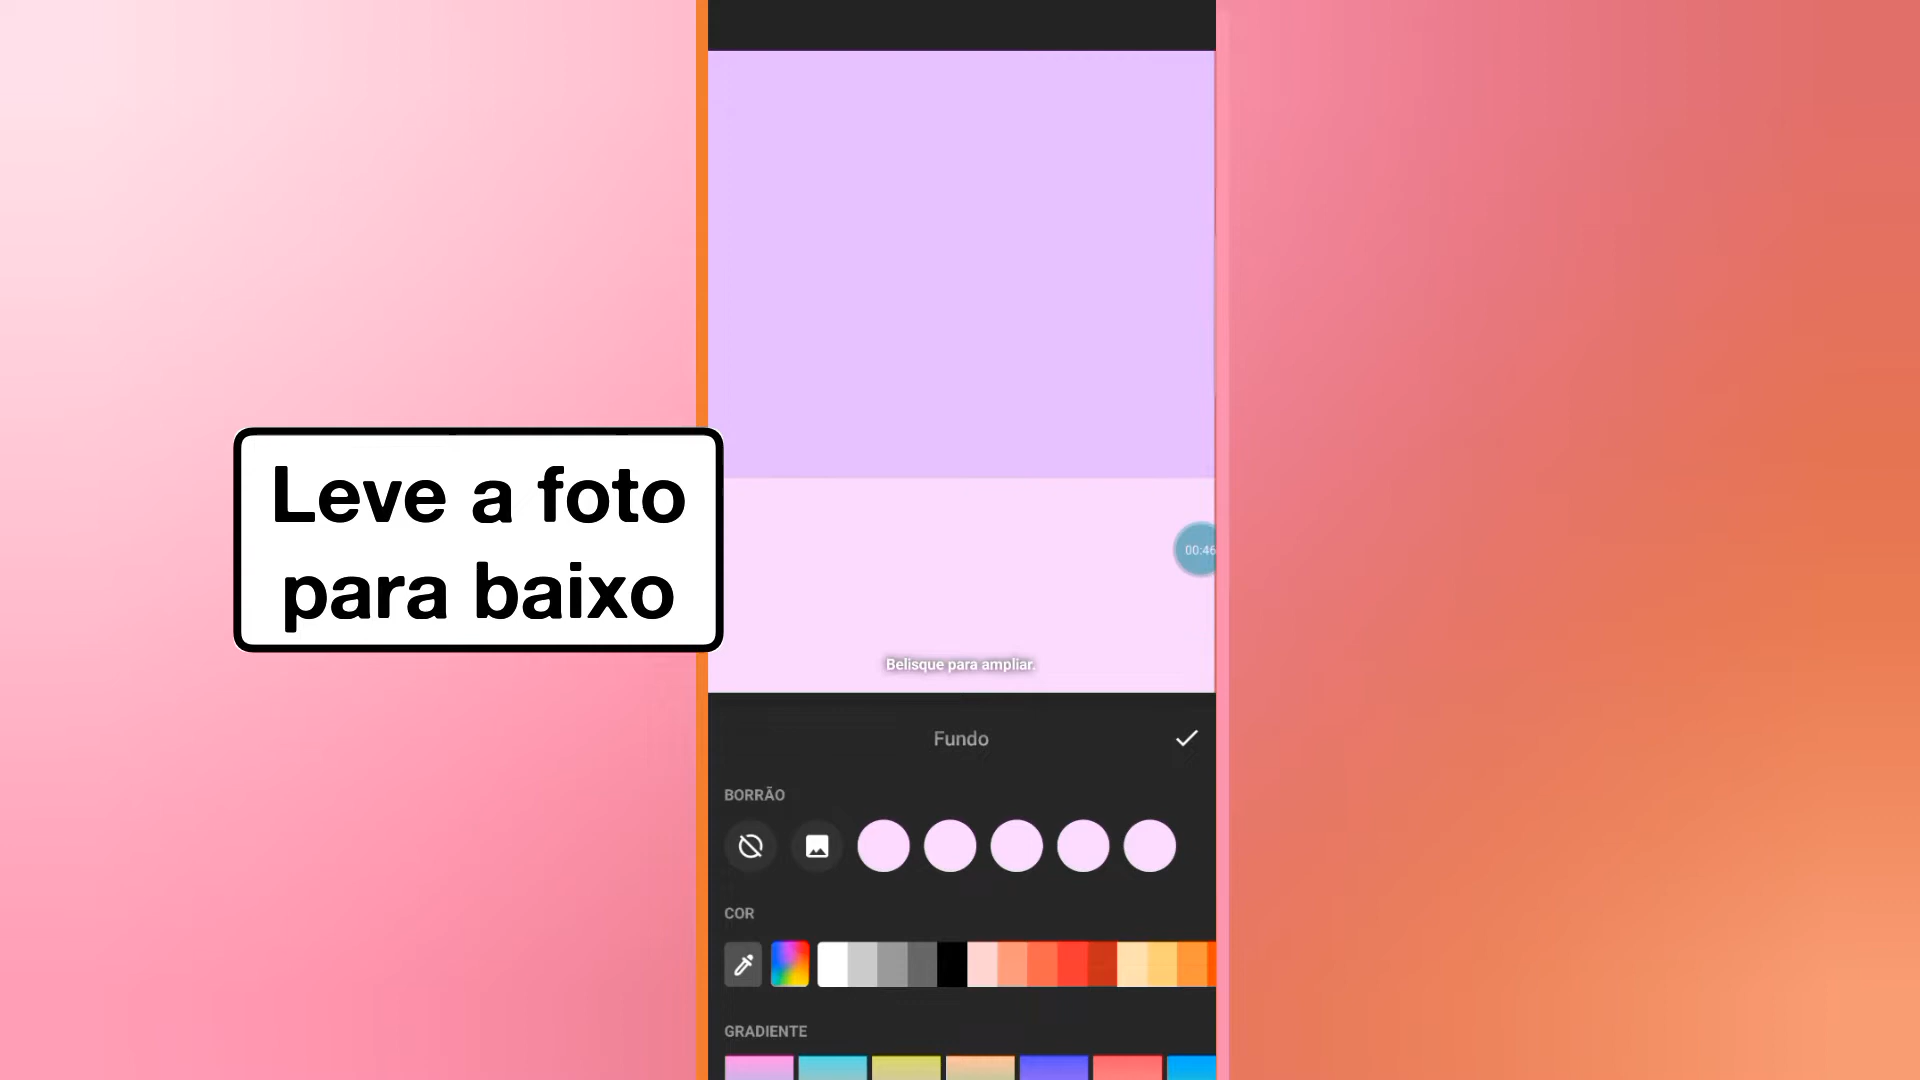 Leve a foto
para baixo
00:46
Belisque para ampliar.
Fundo
BORRÃO
COR
GRADIENTE